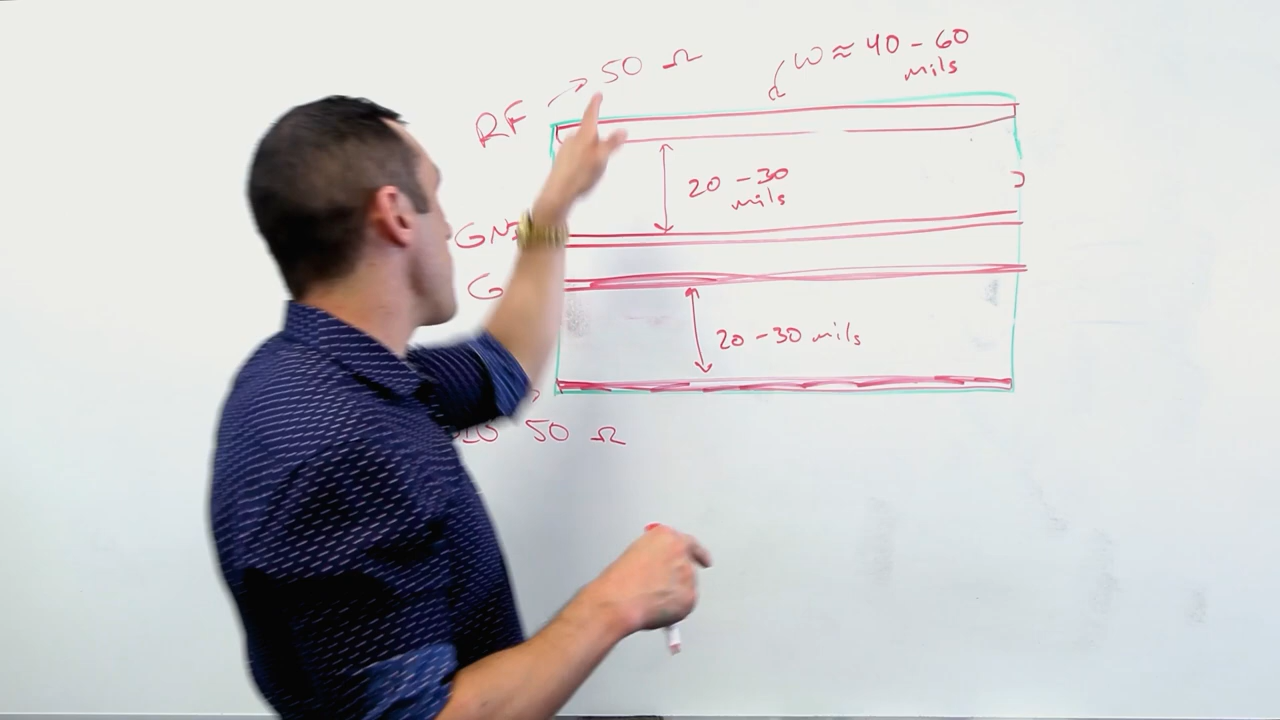 RF → 50 Ω
W ≈ 40 - 60
mils
20 - 30
mils
20 - 30 mils
50 Ω